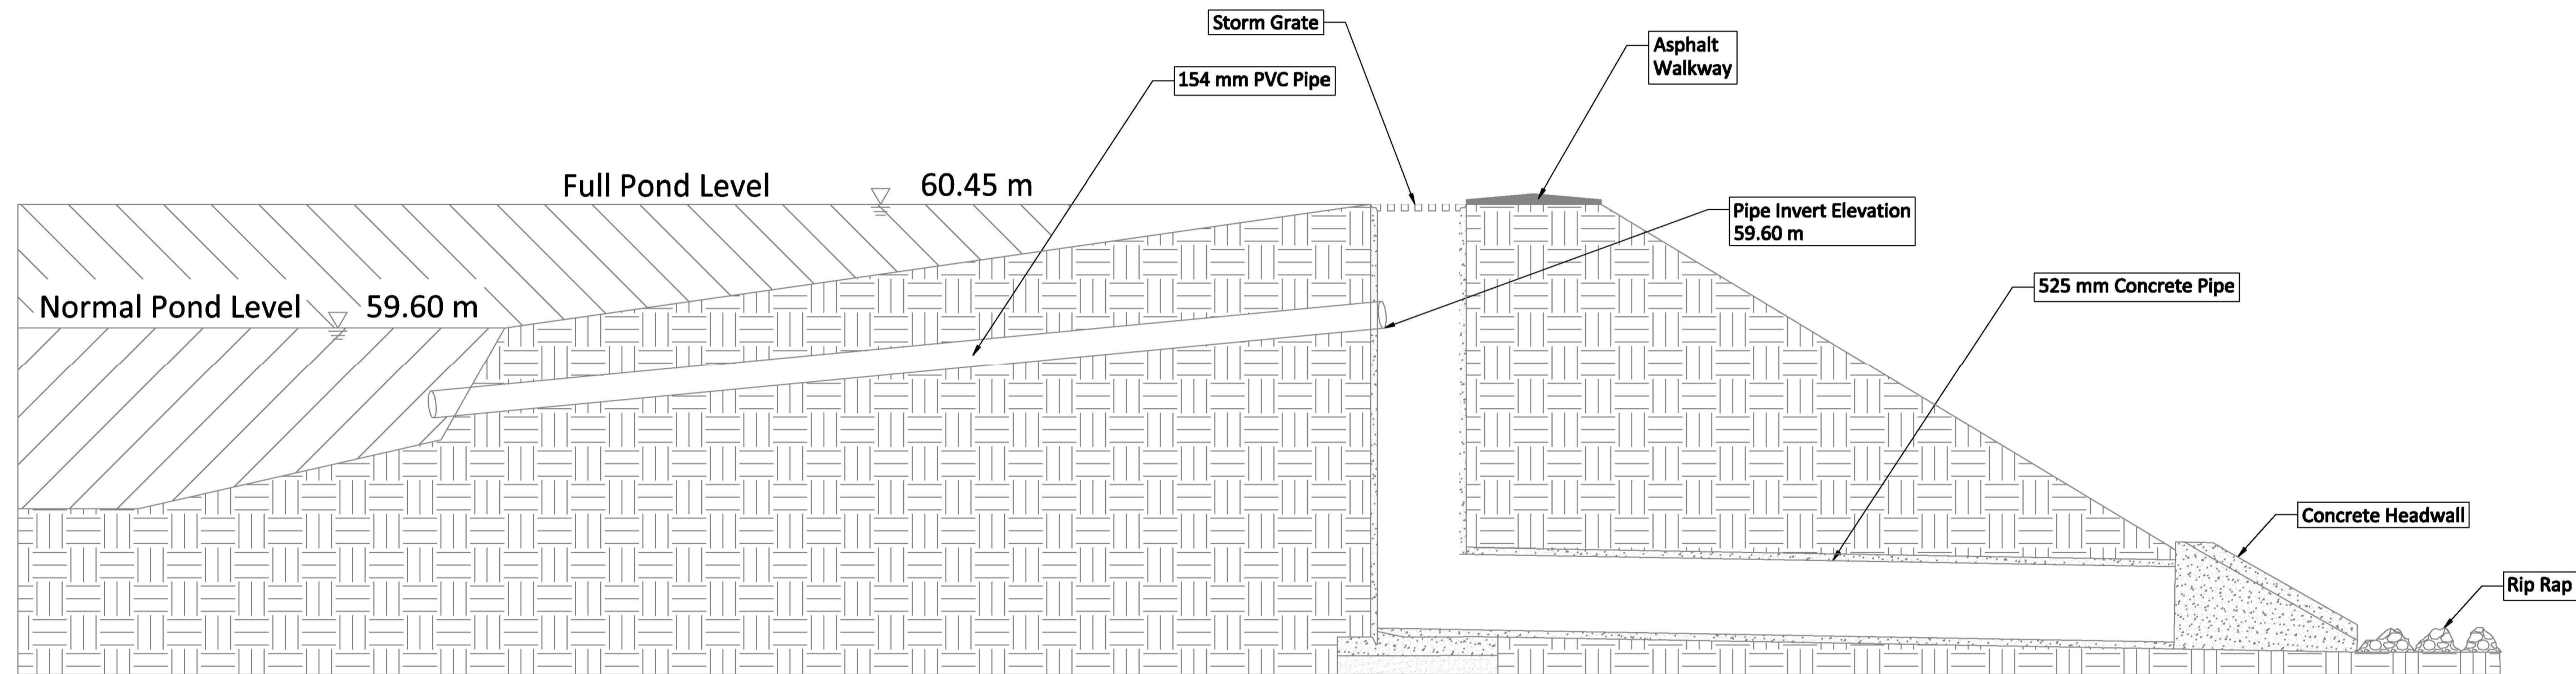 Storm Grate
Asphalt
Walkway
154 mm PVC Pipe
Full Pond Level 60.45 m
Pipe Invert Elevation
59.60 m
525 mm Concrete Pipe
Normal Pond Level 59.60 m
Concrete Headwall
Rip Rap